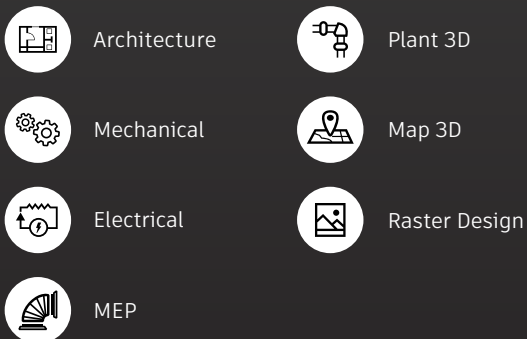 Architecture
Mechanical
Electrical
MEP
Plant 3D
Map 3D
Raster Design